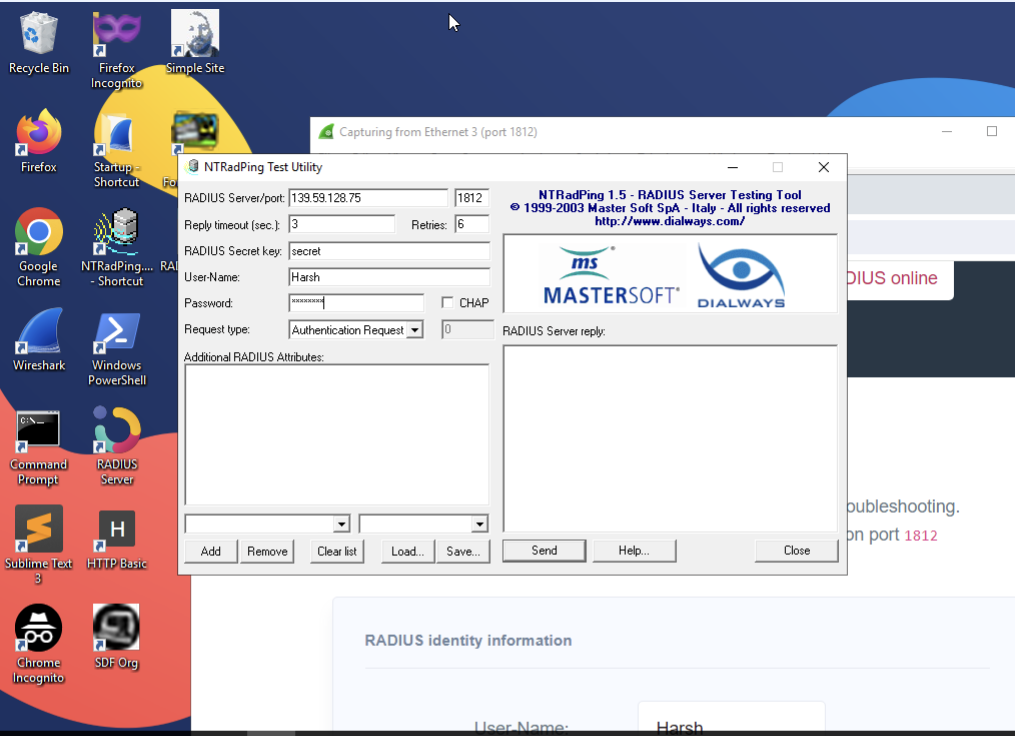 Recycle Bin
Firefox
Incognito
Simple Site
Firefox
Startup -
Shortcut
Fo
Google
Chrome
NTRadPing....
- Shortcut
RAI
Wireshark
Windows
PowerShell
Command
Prompt
RADIUS
Server
Sublime Text
3
HTTP Basic
Chrome
Incognito
SDF Org
Capturing from Ethernet 3 (port 1812)
NTRadPing Test Utility
RADIUS Server/port: 139.59.128.75 1812
Reply timeout (sec.): 3 Retries: 6
RADIUS Secret key: secret
User-Name: Harsh
Password: ******** CHAP
Request type: Authentication Request 0
Additional RADIUS Attributes:
Add Remove Clear list Load... Save...
NTRadPing 1.5 - RADIUS Server Testing Tool
© 1999-2003 Master Soft SpA - Italy - All rights reserved
http://www.dialways.com/
ms
MASTERSOFT®
DIALWAYS
RADIUS Server reply:
Send Help... Close
DIUS online
oubleshooting.
on port 1812
RADIUS identity information
User-Name: Harsh
C:\_
H